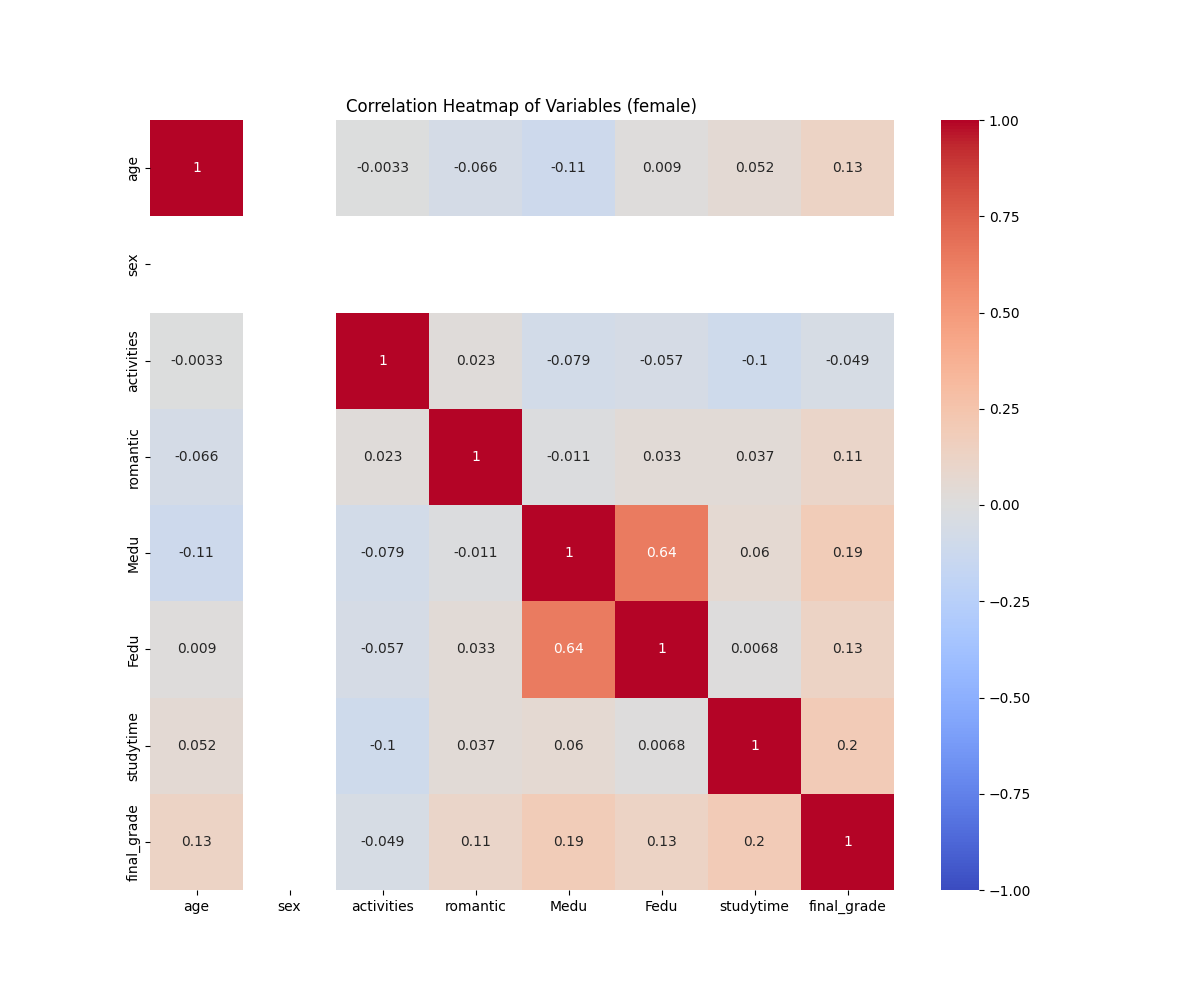 Correlation Heatmap of Variables (female)
age 1 -0.0033 -0.066 -0.11 0.009 0.052 0.13
sex
activities -0.0033 1 0.023 -0.079 -0.057 -0.1 -0.049
romantic -0.066 0.023 1 -0.011 0.033 0.037 0.11
Medu -0.11 -0.079 -0.011 1 0.64 0.06 0.19
Fedu 0.009 -0.057 0.033 0.64 1 0.0068 0.13
studytime 0.052 -0.1 0.037 0.06 0.0068 1 0.2
final_grade 0.13 -0.049 0.11 0.19 0.13 0.2 1
age sex activities romantic Medu Fedu studytime final_grade
1.00
0.75
0.50
0.25
0.00
−0.25
−0.50
−0.75
−1.00